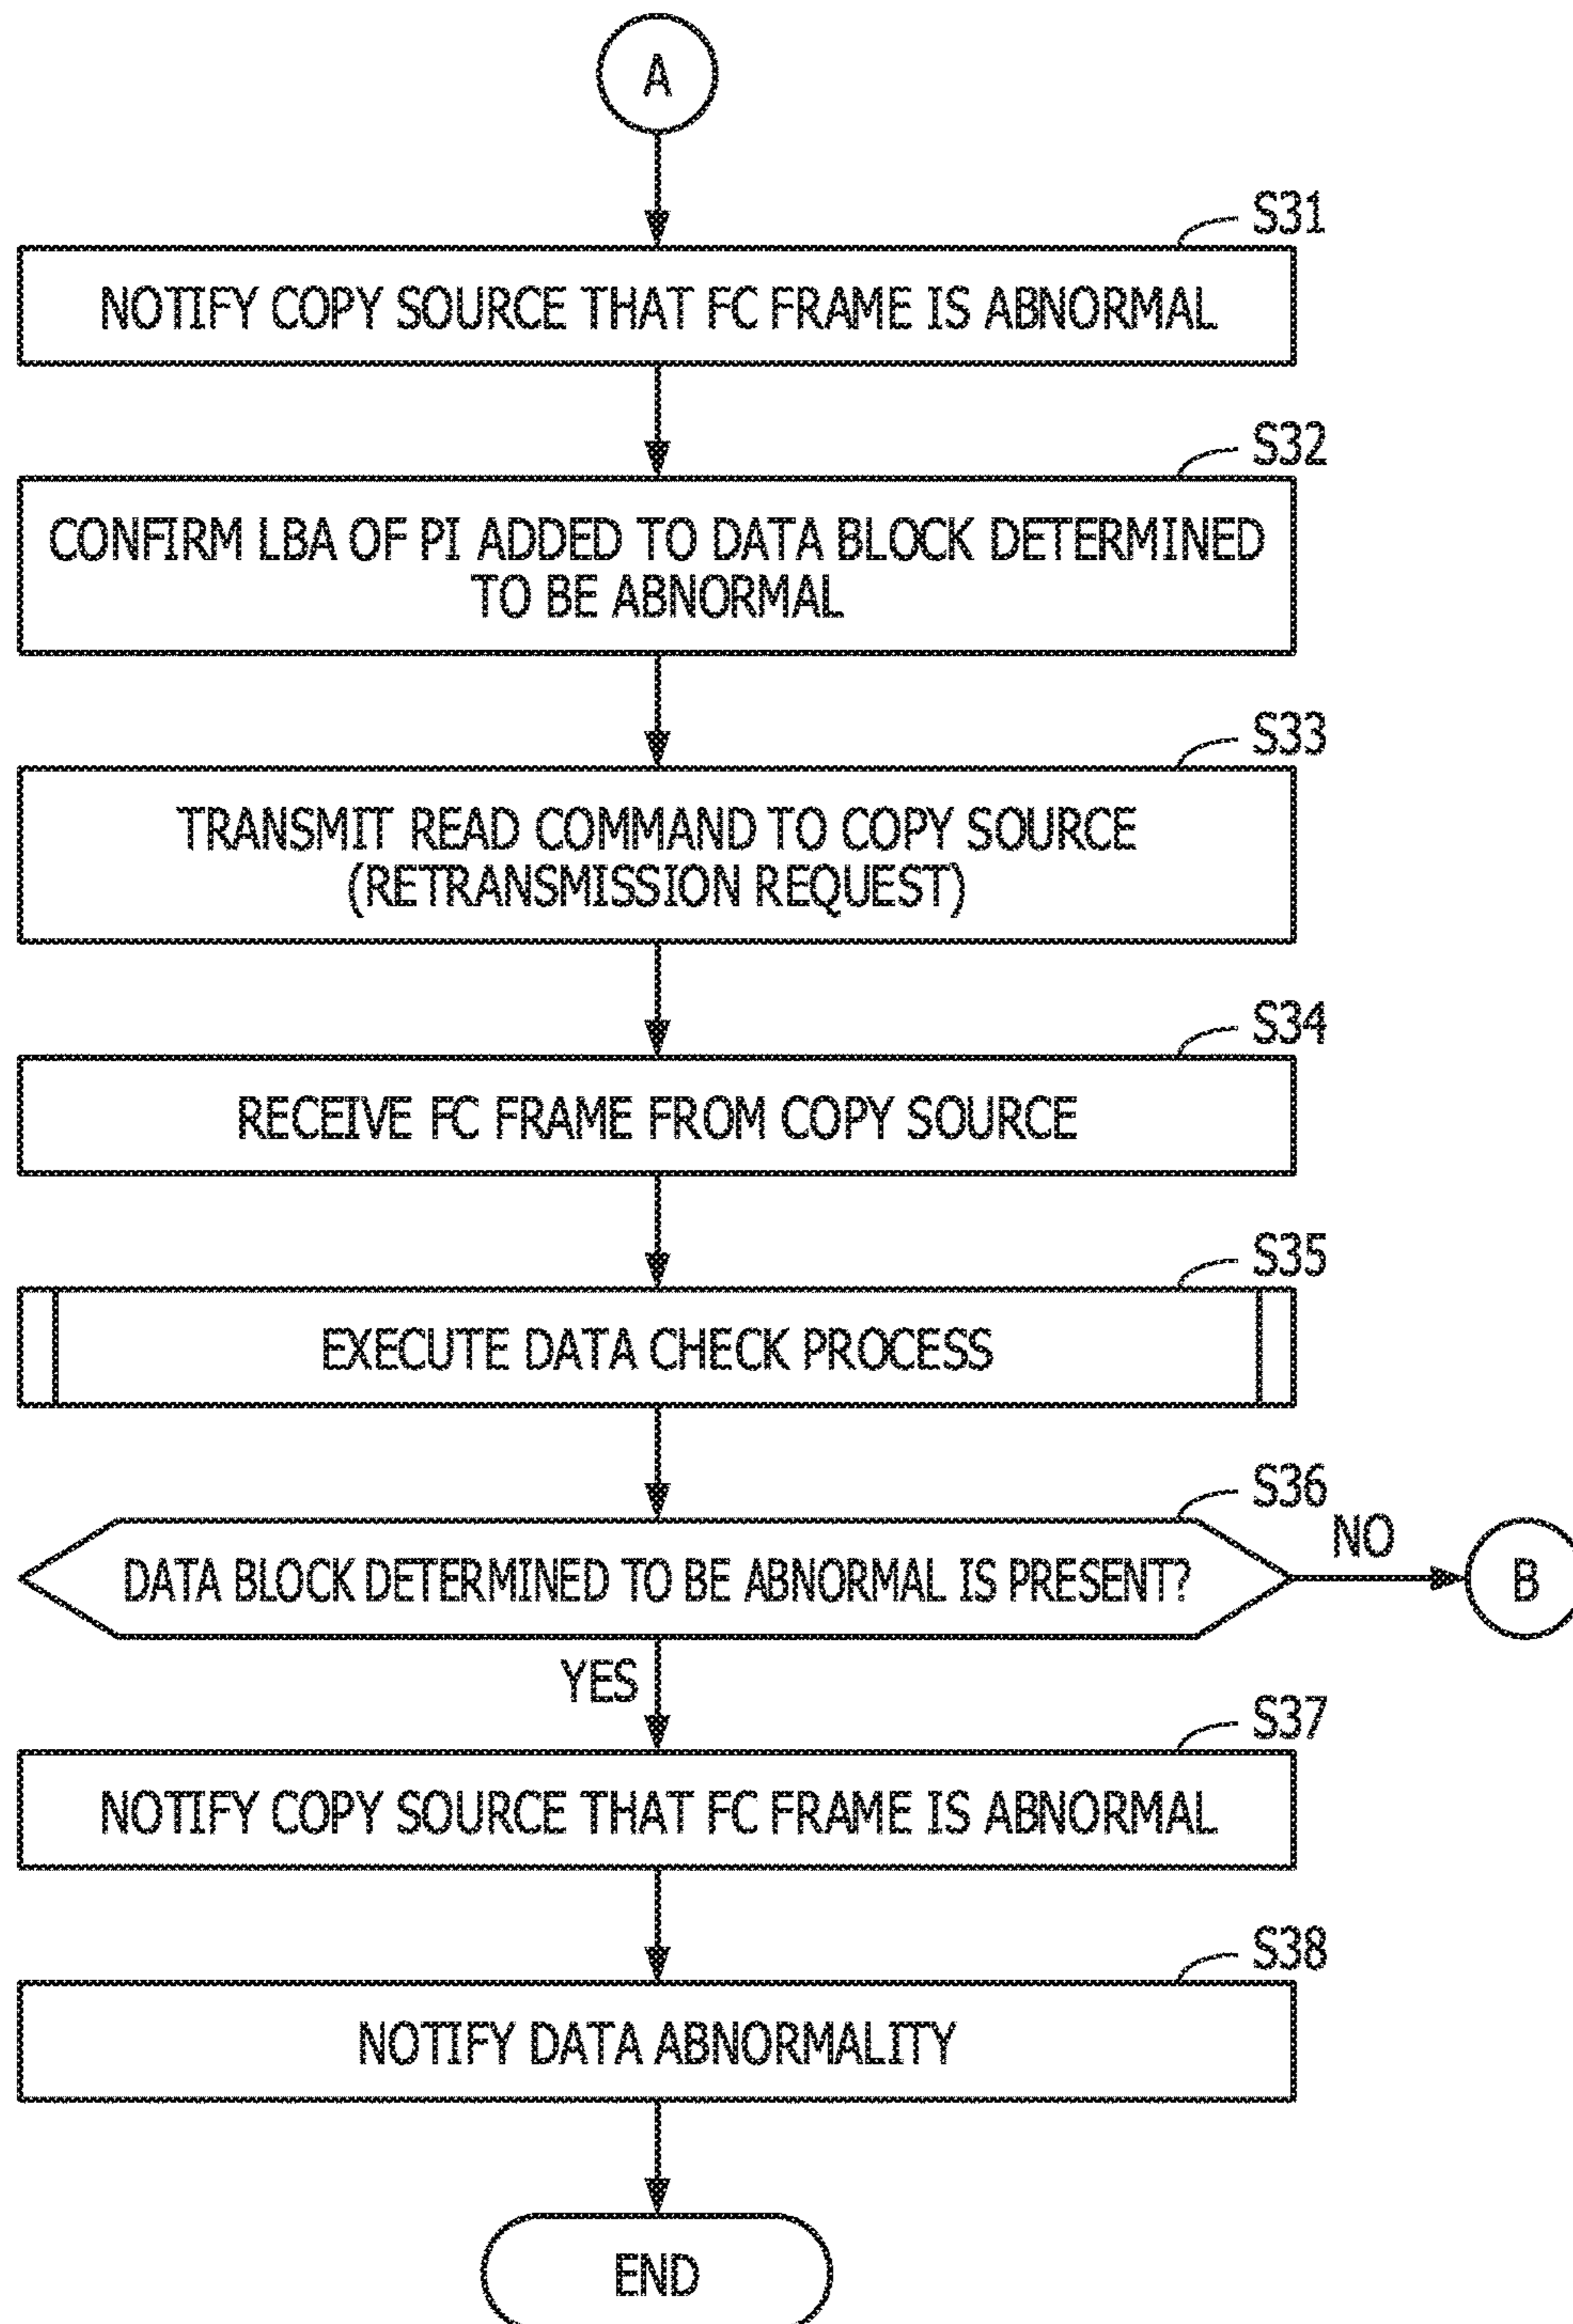 A
S31
NOTIFY COPY SOURCE THAT FC FRAME IS ABNORMAL
S32
CONFIRM LBA OF PI ADDED TO DATA BLOCK DETERMINED
TO BE ABNORMAL
S33
TRANSMIT READ COMMAND TO COPY SOURCE
(RETRANSMISSION REQUEST)
S34
RECEIVE FC FRAME FROM COPY SOURCE
S35
EXECUTE DATA CHECK PROCESS
S36
DATA BLOCK DETERMINED TO BE ABNORMAL IS PRESENT?
NO
B
YES
S37
NOTIFY COPY SOURCE THAT FC FRAME IS ABNORMAL
S38
NOTIFY DATA ABNORMALITY
END